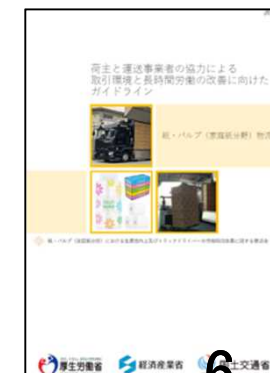 荷主と運送事業者の協力による
取引環境と長時間労働の改善に向けた
ガイドライン
紙・パルプ（家庭紙分野）物流
厚生労働省
経済産業省
国土交通省
6